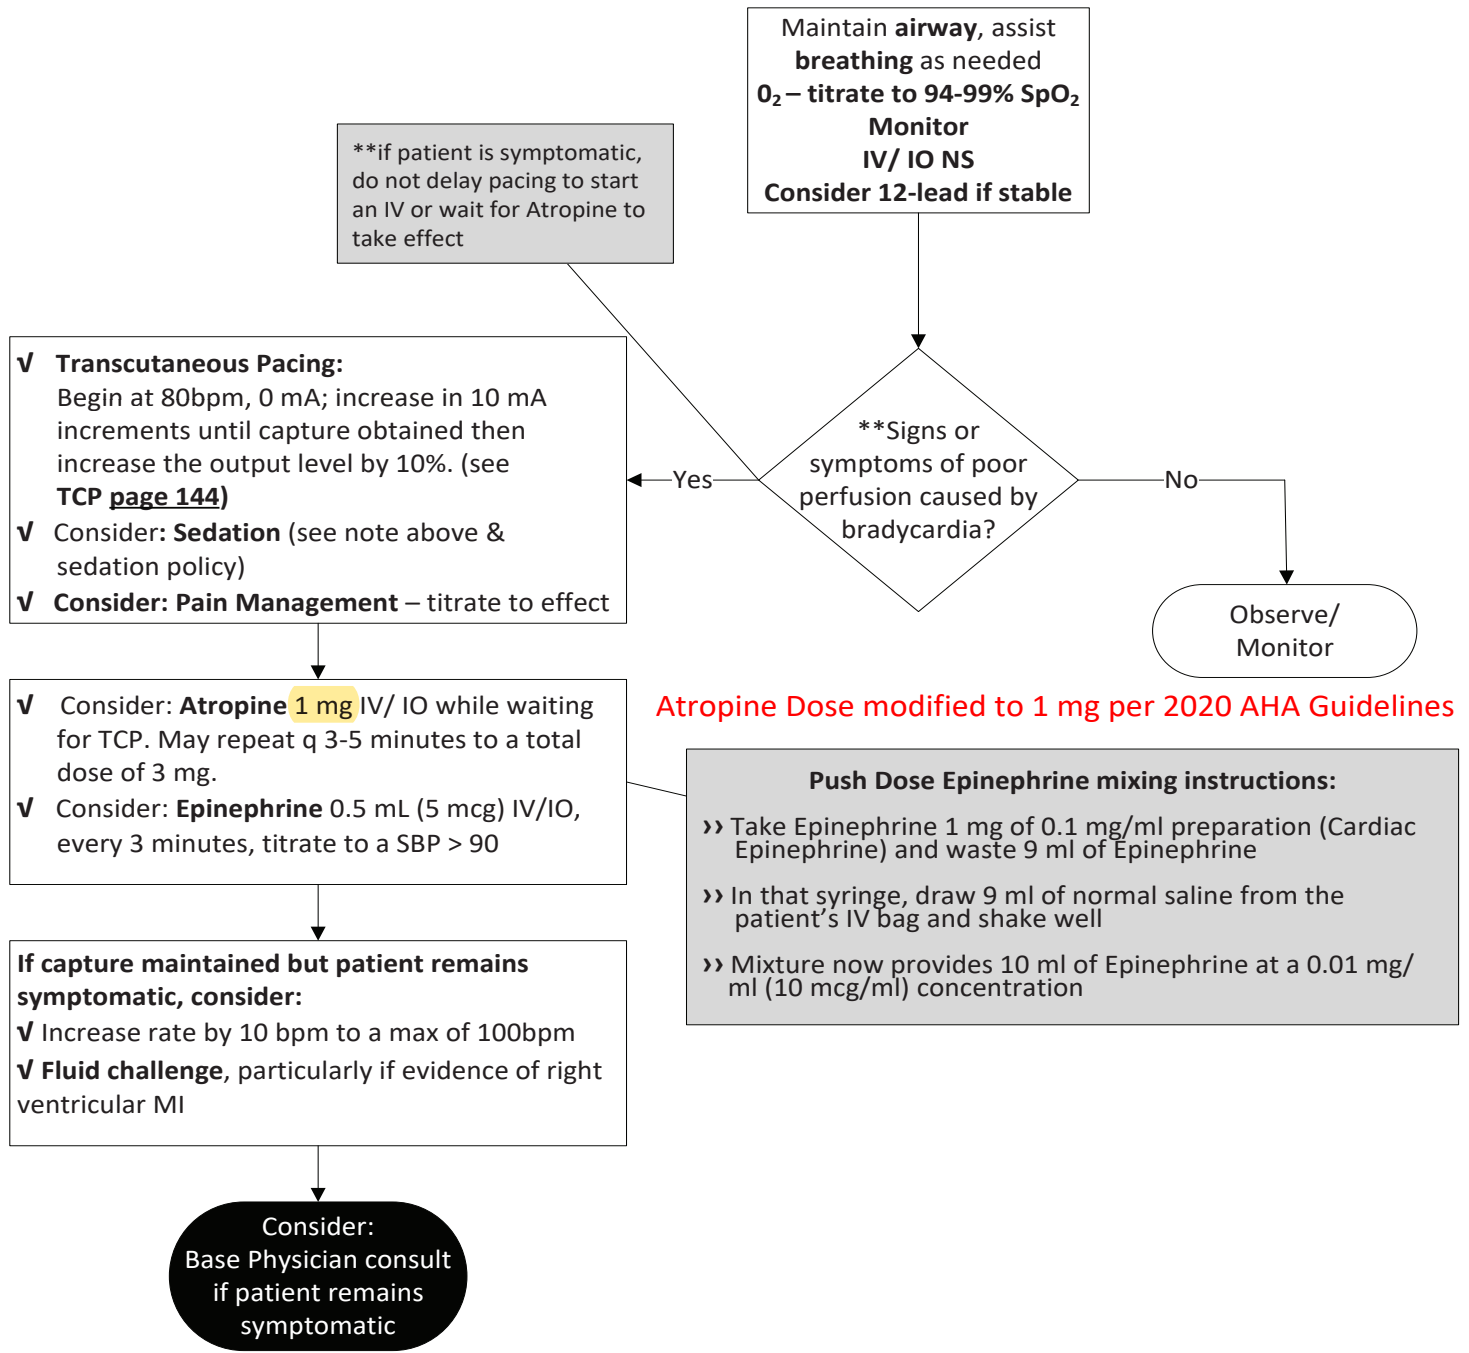 Maintain airway, assist
breathing as needed
0₂ – titrate to 94-99% SpO₂
Monitor
IV/ IO NS
Consider 12-lead if stable
**if patient is symptomatic,
do not delay pacing to start
an IV or wait for Atropine to
take effect
**Signs or
symptoms of poor
perfusion caused by
bradycardia?
Yes
No
Observe/
Monitor
√ Transcutaneous Pacing:
Begin at 80bpm, 0 mA; increase in 10 mA
increments until capture obtained then
increase the output level by 10%. (see
TCP page 144)
√ Consider: Sedation (see note above &
sedation policy)
√ Consider: Pain Management – titrate to effect
√ Consider: Atropine 1 mg IV/ IO while waiting
for TCP. May repeat q 3-5 minutes to a total
dose of 3 mg.
√ Consider: Epinephrine 0.5 mL (5 mcg) IV/IO,
every 3 minutes, titrate to a SBP > 90
Atropine Dose modified to 1 mg per 2020 AHA Guidelines
Push Dose Epinephrine mixing instructions:
›› Take Epinephrine 1 mg of 0.1 mg/ml preparation (Cardiac
Epinephrine) and waste 9 ml of Epinephrine
›› In that syringe, draw 9 ml of normal saline from the
patient's IV bag and shake well
›› Mixture now provides 10 ml of Epinephrine at a 0.01 mg/
ml (10 mcg/ml) concentration
If capture maintained but patient remains
symptomatic, consider:
√ Increase rate by 10 bpm to a max of 100bpm
√ Fluid challenge, particularly if evidence of right
ventricular MI
Consider:
Base Physician consult
if patient remains
symptomatic